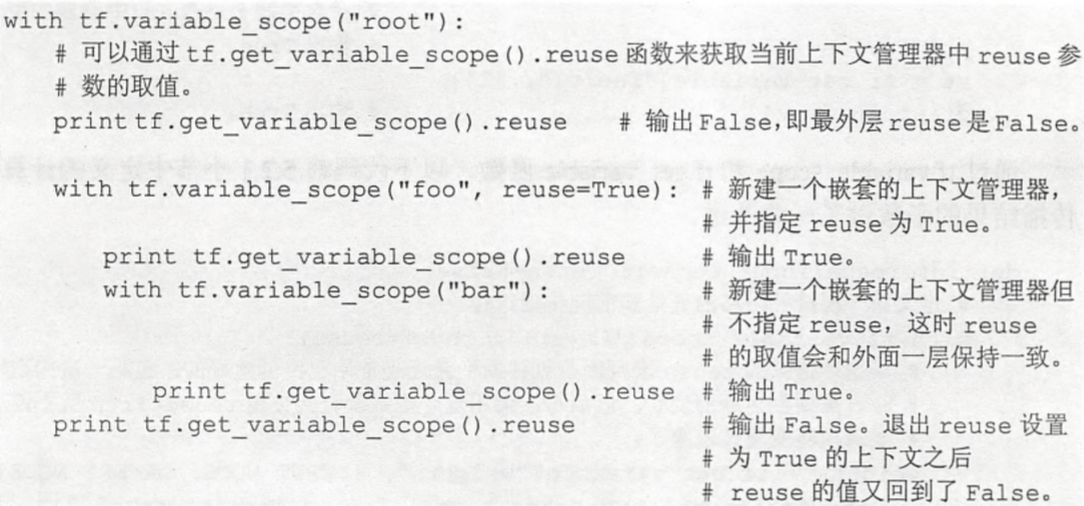 with tf.variable_scope("root"):
# 可以通过 tf.get_variable_scope().reuse 函数来获取当前上下文管理器中 reuse 参
# 数的取值。
print tf.get_variable_scope().reuse # 输出 False,即最外层 reuse 是 False。
with tf.variable_scope("foo", reuse=True): # 新建一个嵌套的上下文管理器,
# 并指定 reuse 为 True。
print tf.get_variable_scope().reuse # 输出 True。
with tf.variable_scope("bar"): # 新建一个嵌套的上下文管理器但
# 不指定 reuse，这时 reuse
# 的取值会和外面一层保持一致。
print tf.get_variable_scope().reuse # 输出 True。
print tf.get_variable_scope().reuse # 输出 False。退出 reuse 设置
# 为 True 的上下文之后
# reuse 的值又回到了 False。